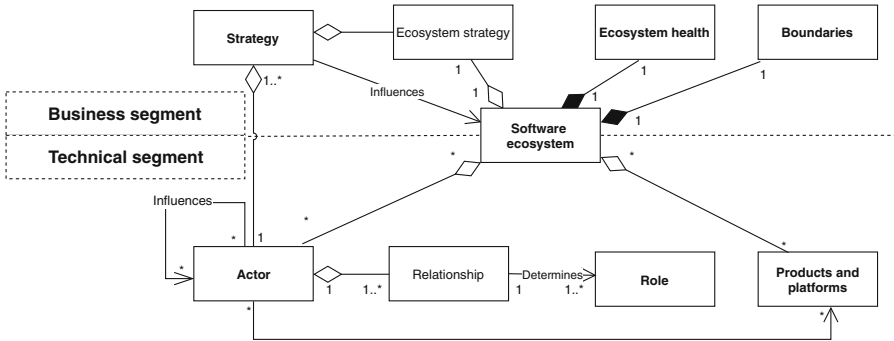 Strategy
Ecosystem strategy
Ecosystem health
Boundaries
1..*
1
1
1
1
1
1
Influences
Business segment
Technical segment
Software
ecosystem
*
*
*
*
Influences
*
1
*
Actor
1
1..*
Relationship
1
Determines
1..*
Role
Products and
platforms
*
*